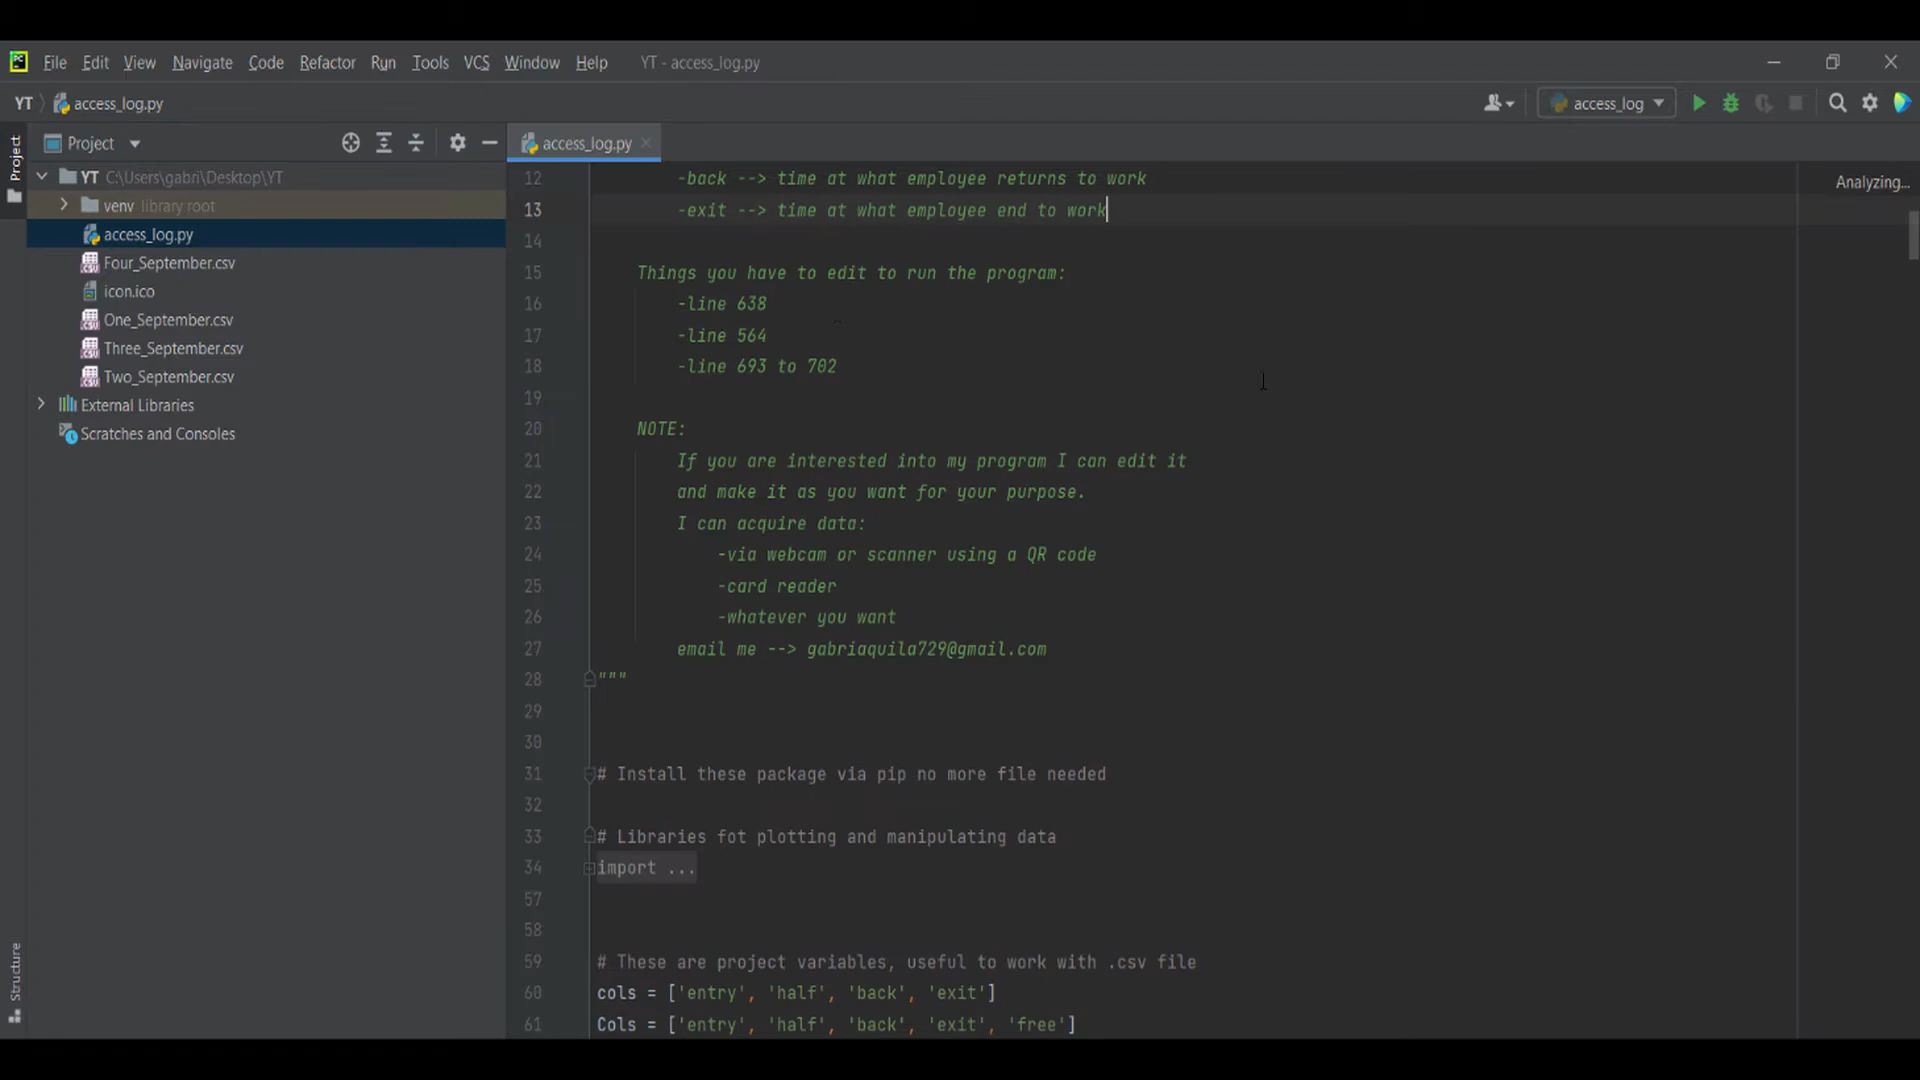 File Edit View Navigate Code Refactor Run Tools VCS Window Help YT - access_log.py
YT access_log.py
access_log
Project
Project
access_log.py
YT C:\Users\gabri\Desktop\YT
venv library root
access_log.py
Four_September.csv
icon.ico
One_September.csv
Three_September.csv
Two_September.csv
External Libraries
Scratches and Consoles
Structure
Analyzing...
12 -back --> time at what employee returns to work
13 -exit --> time at what employee end to work
14
15 Things you have to edit to run the program:
16 -line 638
17 -line 564
18 -line 693 to 702
19
20 NOTE:
21 If you are interested into my program I can edit it
22 and make it as you want for your purpose.
23 I can acquire data:
24 -via webcam or scanner using a QR code
25 -card reader
26 -whatever you want
27 email me --> gabriaquila729@gmail.com
28 """
29
30
31 # Install these package via pip no more file needed
32
33 # Libraries fot plotting and manipulating data
34 import ...
57
58
59 # These are project variables, useful to work with .csv file
60 cols = ['entry', 'half', 'back', 'exit']
61 Cols = ['entry', 'half', 'back', 'exit', 'free']